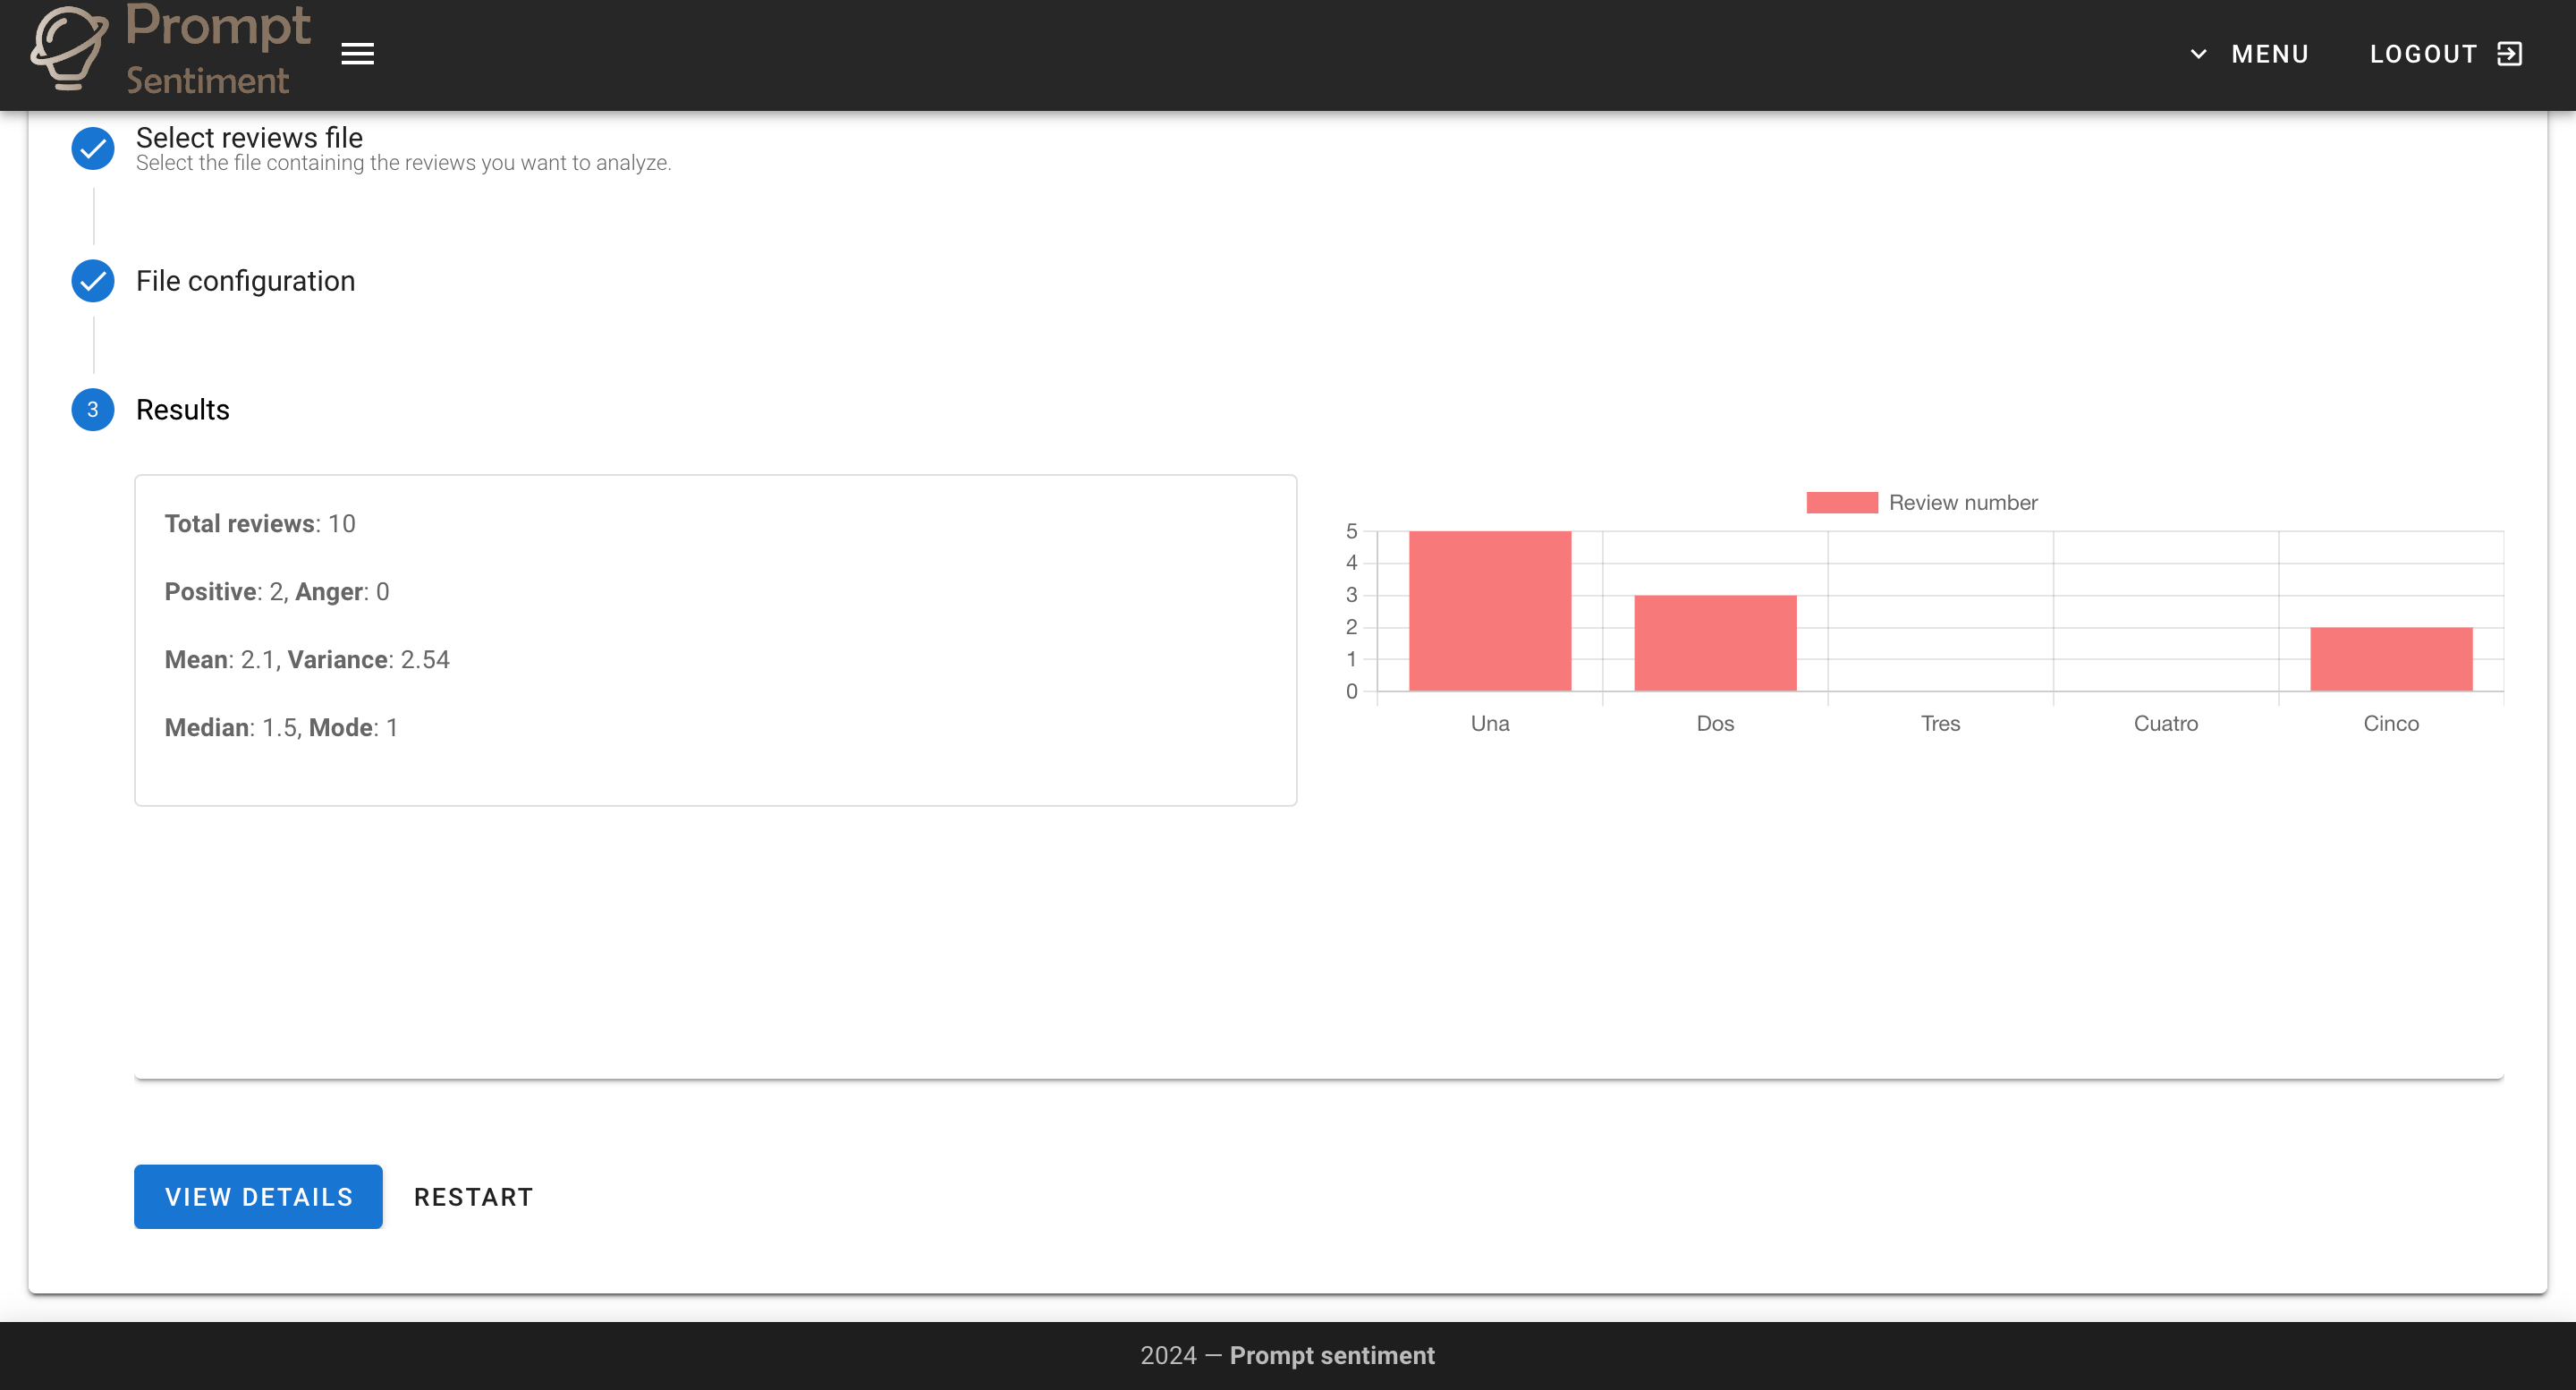 Prompt
Sentiment
MENU
LOGOUT
Select reviews file
Select the file containing the reviews you want to analyze.
File configuration
3
Results
Total reviews: 10
Positive: 2, Anger: 0
Mean: 2.1, Variance: 2.54
Median: 1.5, Mode: 1
Review number
5
4
3
2
1
0
Una Dos Tres Cuatro Cinco
VIEW DETAILS
RESTART
2024 — Prompt sentiment